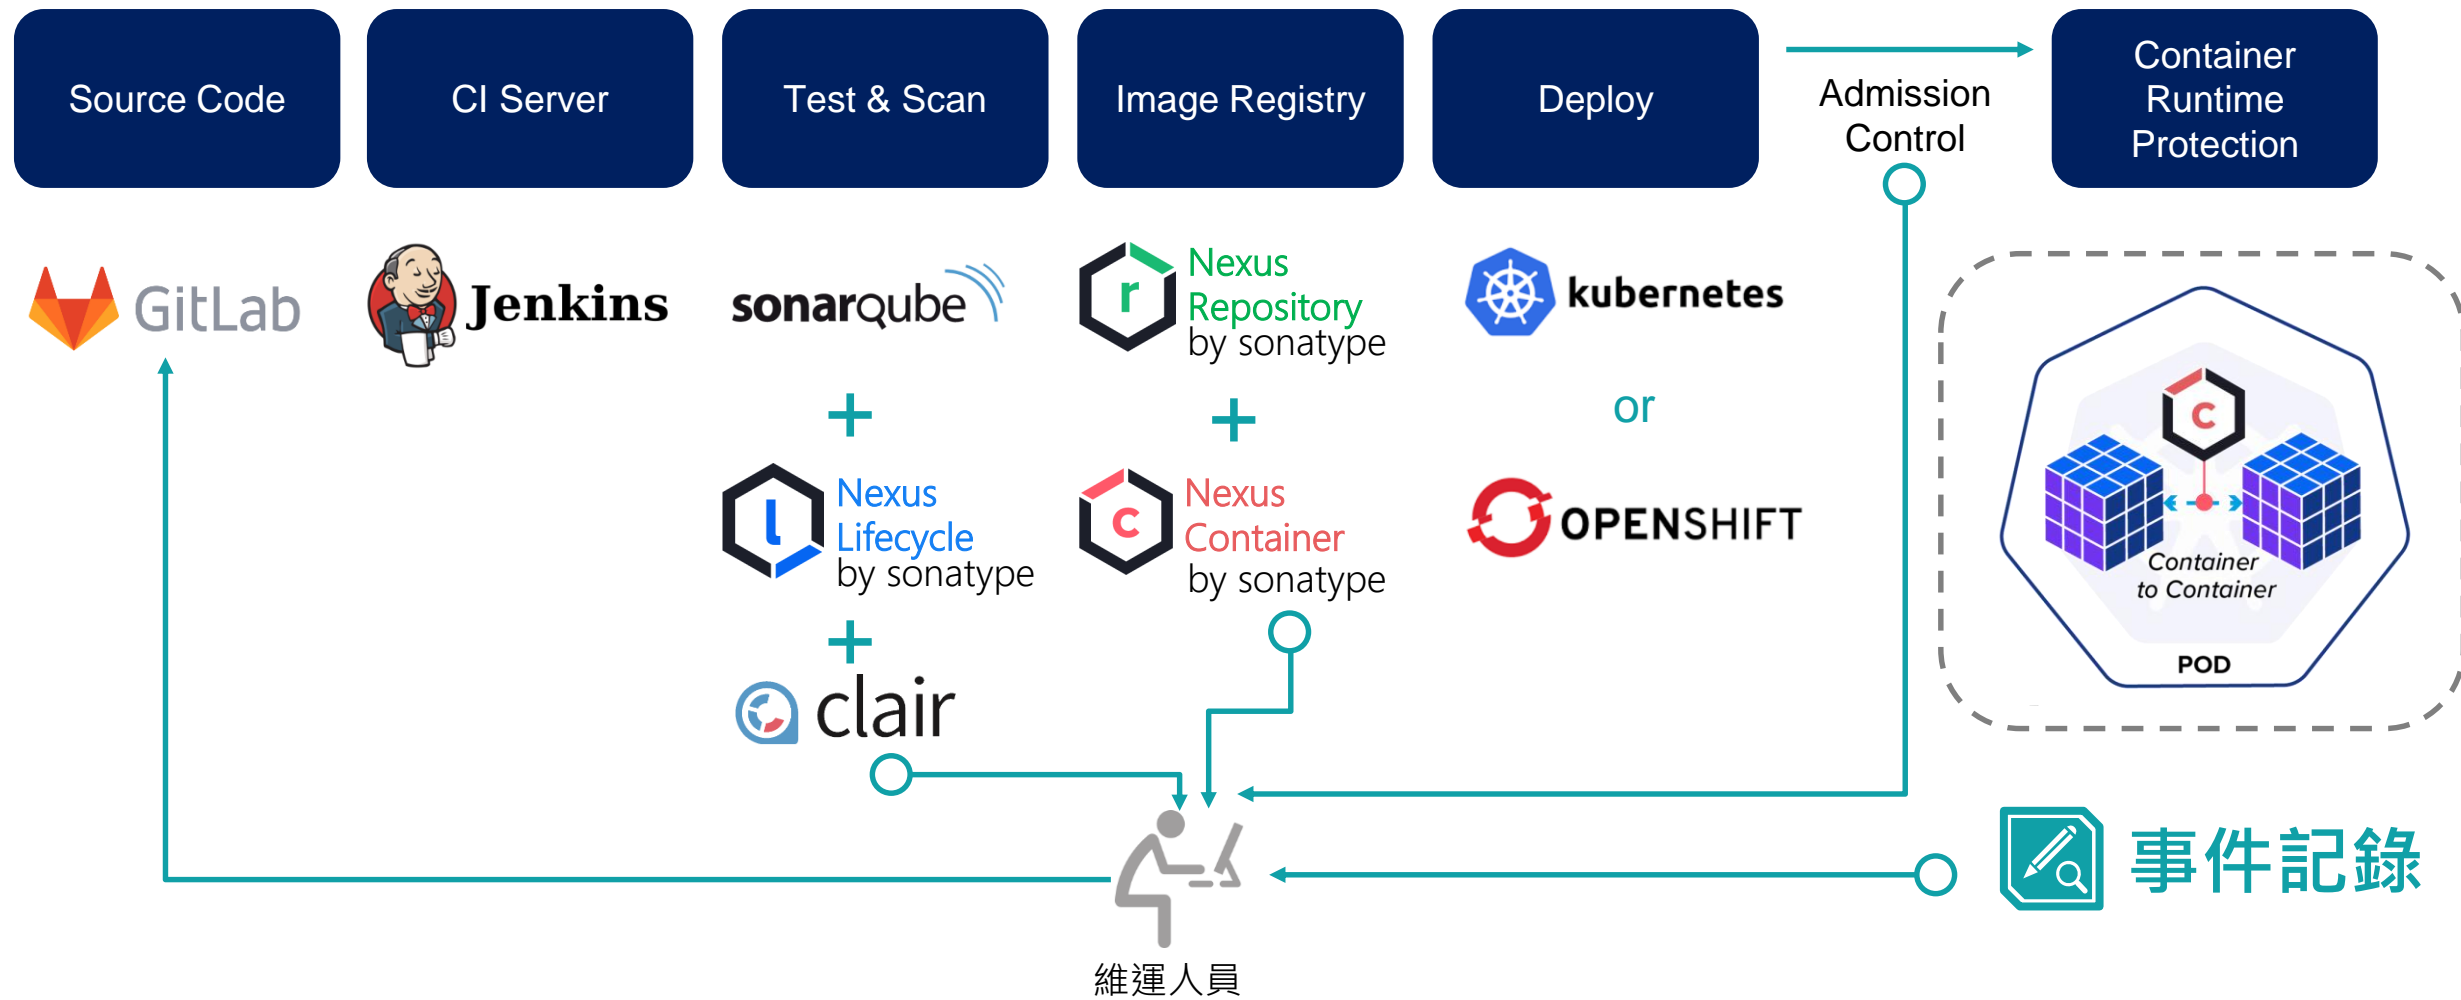 Source Code
CI Server
Test & Scan
Image Registry
Deploy
Admission
Control
Container
Runtime
Protection
GitLab
Jenkins
sonarqube
+
Nexus
Lifecycle
by sonatype
+
clair
Nexus
Repository
by sonatype
+
Nexus
Container
by sonatype
kubernetes
or
OPENSHIFT
Container
to Container
POD
事件記錄
維運人員